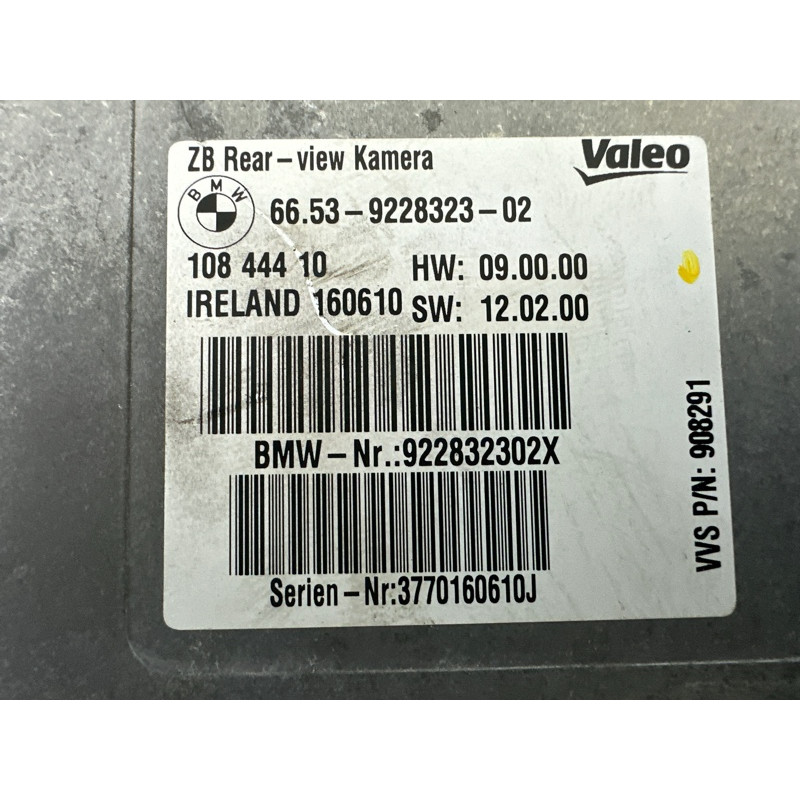 ZB Rear-view Kamera
Valeo
BMW
66.53-9228323-02
108 444 10 HW: 09.00.00
IRELAND 160610 SW: 12.02.00
BMW-Nr.:922832302X
Serien-Nr:3770160610J
VVS P/N: 908291